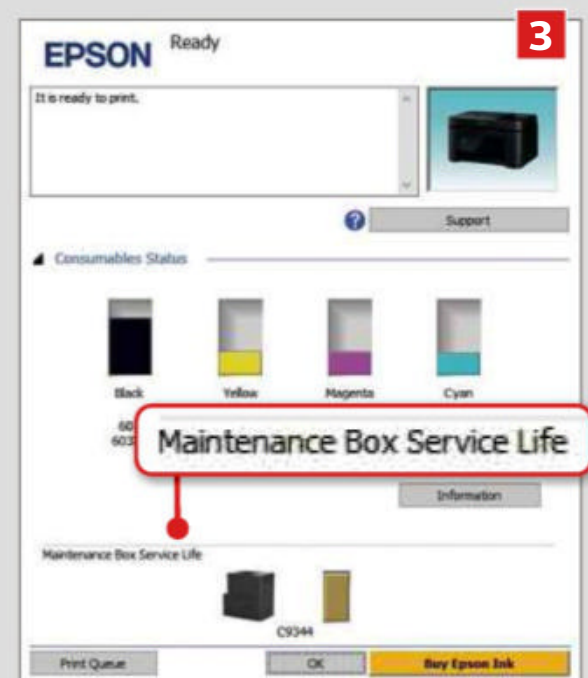 3
EPSON Ready
It is ready to print.
? Support
Consumables Status
Black Yellow Magenta Cyan
Maintenance Box Service Life
Information
Maintenance Box Service Life
C9344
Print Queue OK Buy Epson Ink